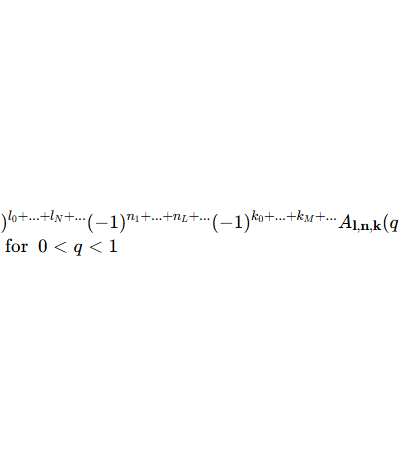 )^{l_0+...+l_N+...}(−1)^{n_1+...+n_L+...}(−1)^{k_0+...+k_M+...}A_{l,n,k}(q
for 0 < q < 1